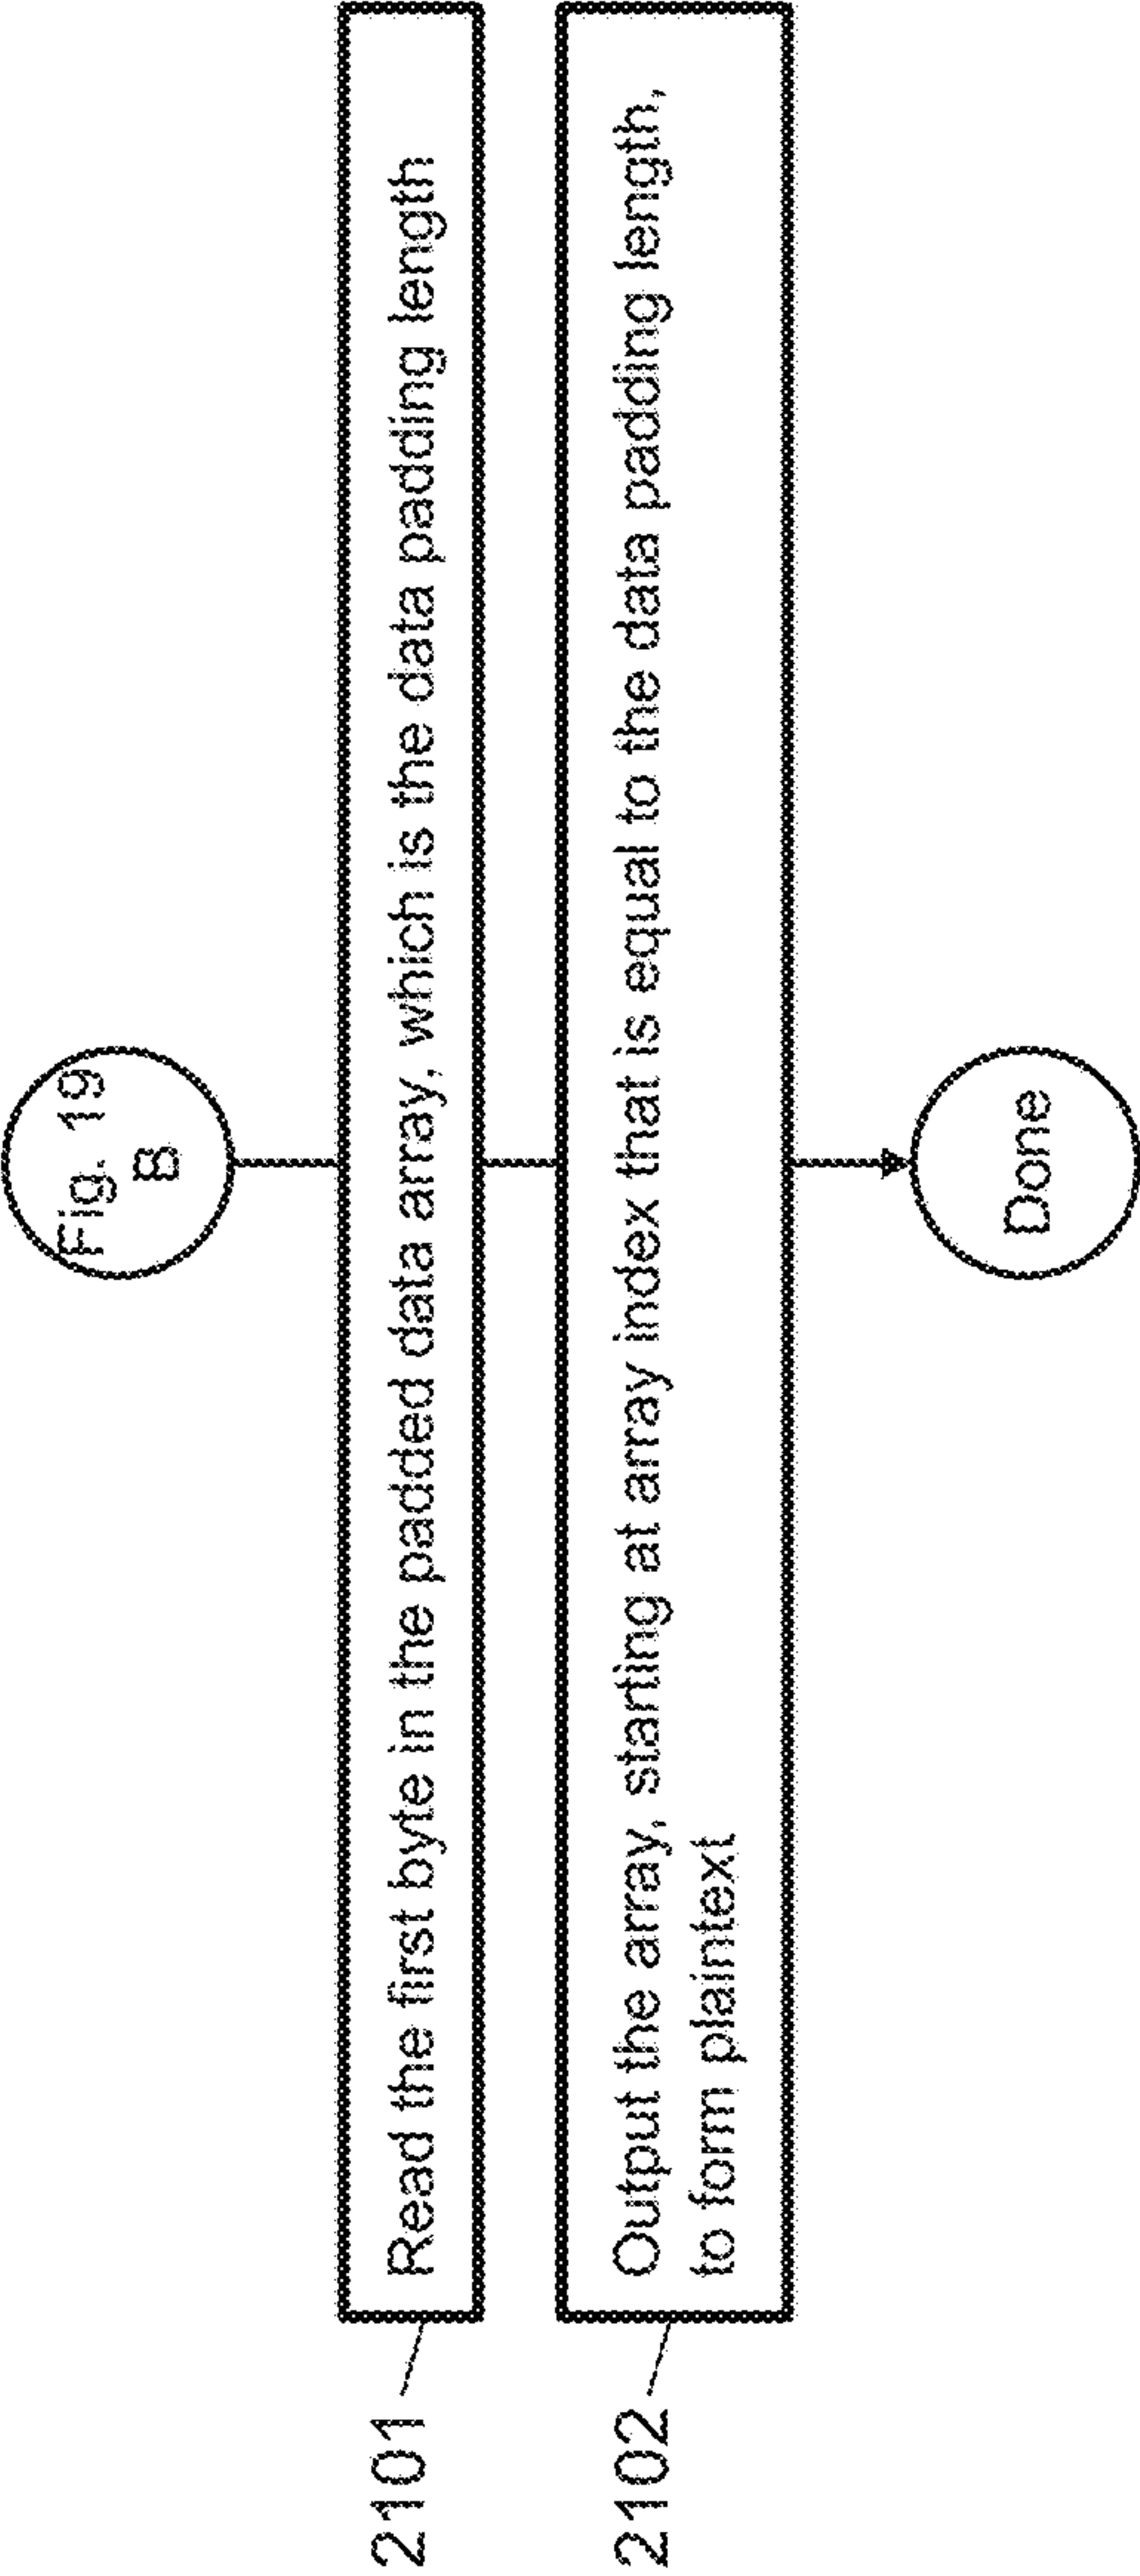 Fig. 19
B
2101
Read the first byte in the padded data array, which is the data padding length
2102
Output the array, starting at array index that is equal to the data padding length,
to form plaintext
Done